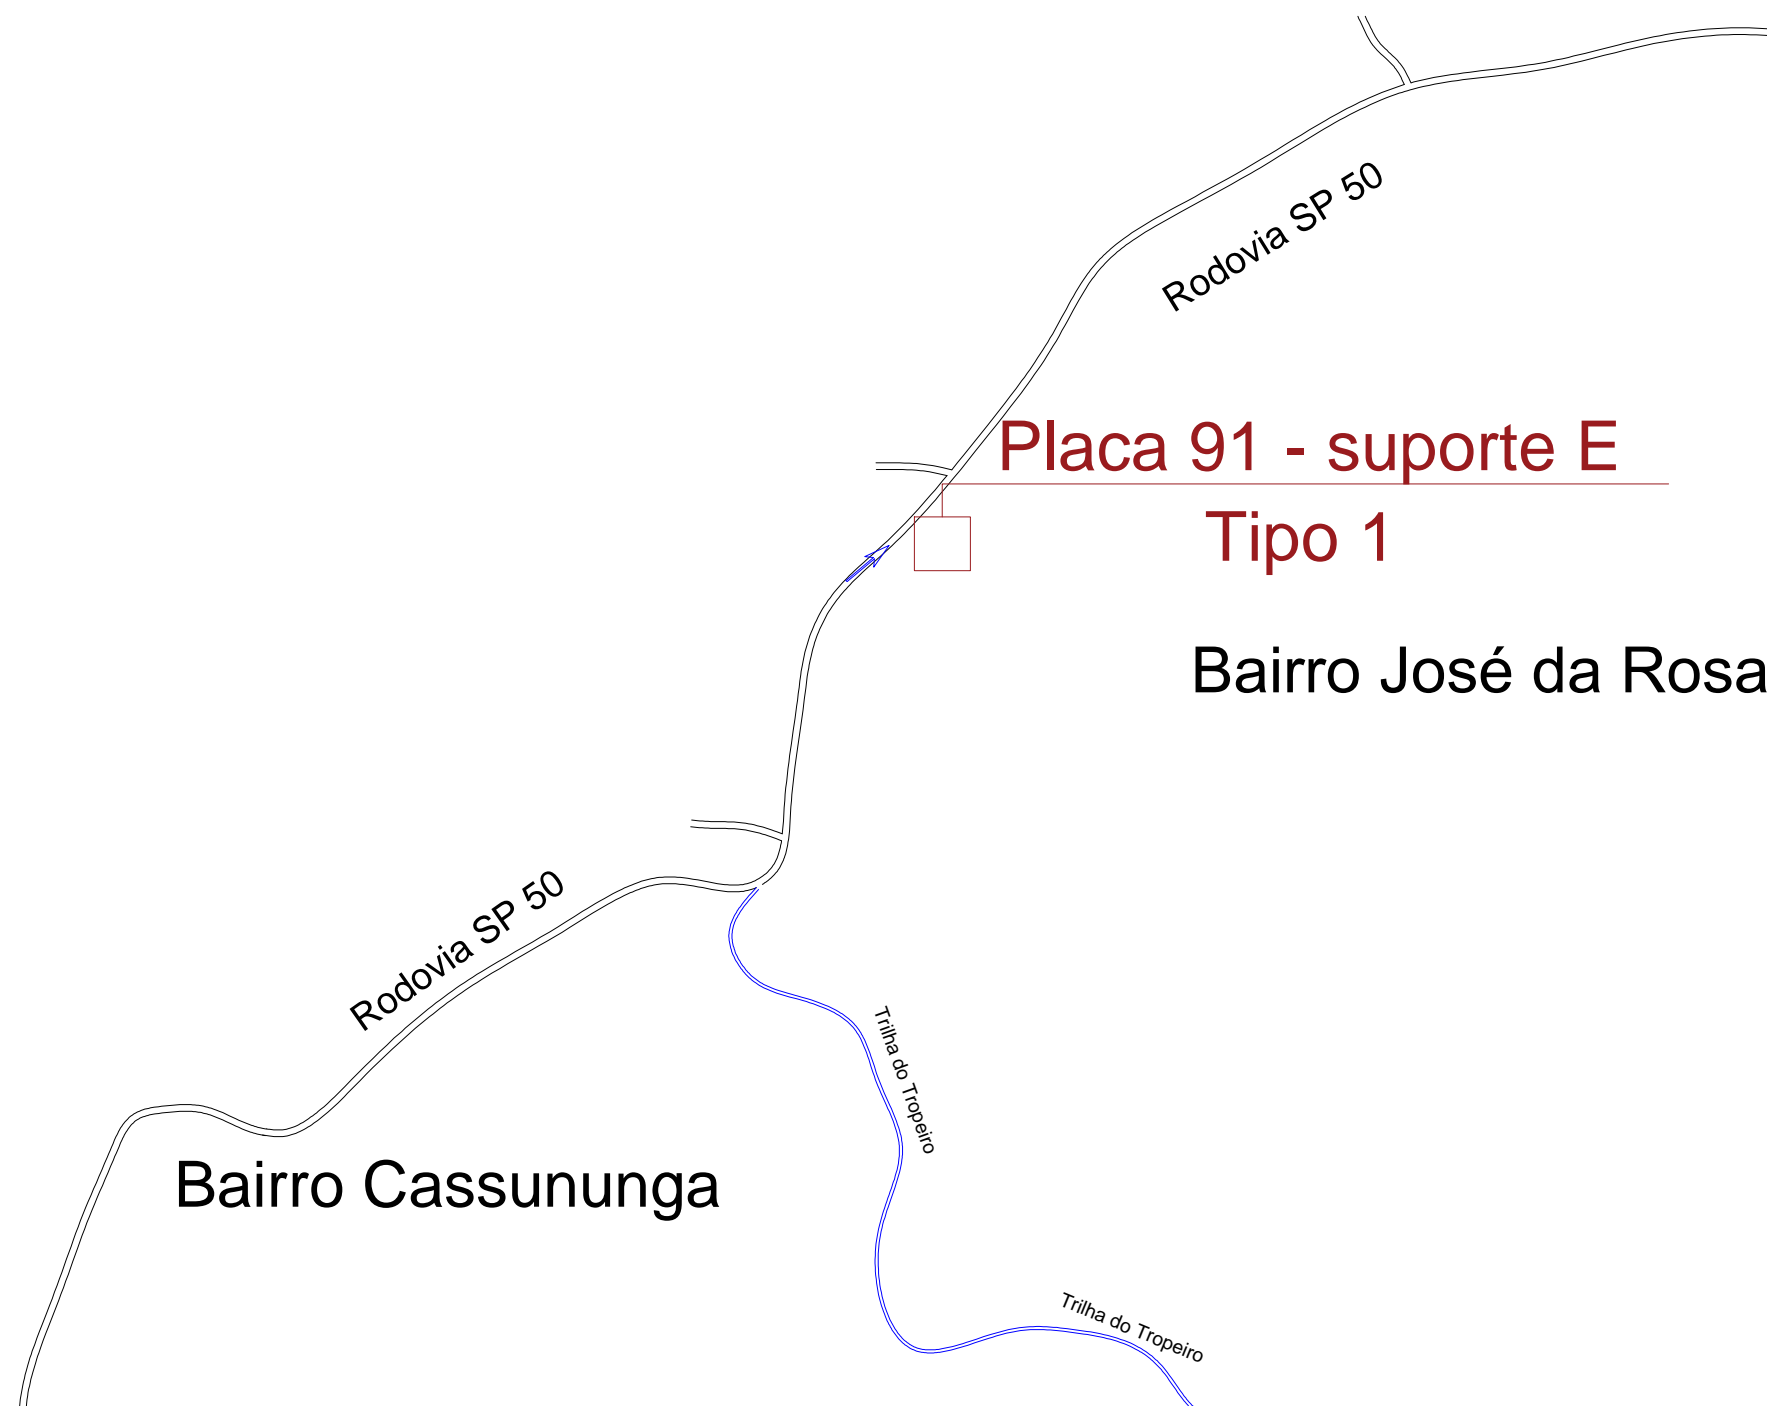 Rodovia SP 50
Placa 91 - suporte E
Tipo 1
Bairro José da Rosa
Rodovia SP 50
Trilha do Tropeiro
Bairro Cassununga
Trilha do Tropeiro